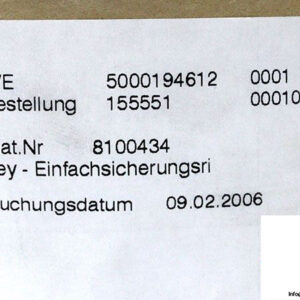 /E 5000194612 0001
estellung 155551 00010
at.Nr 8100434
ey - Einfachsicherungsri
uchungsdatum 09.02.2006